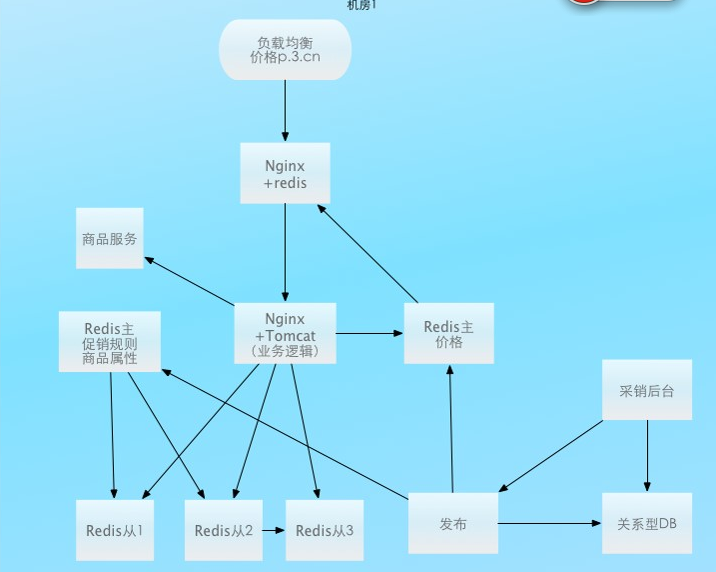 机房1
负载均衡
价格p.3.cn
Nginx
+redis
商品服务
Redis主
促销规则
商品属性
Nginx
+Tomcat
（业务逻辑）
Redis主
价格
采销后台
Redis从1
Redis从2
Redis从3
发布
关系型DB